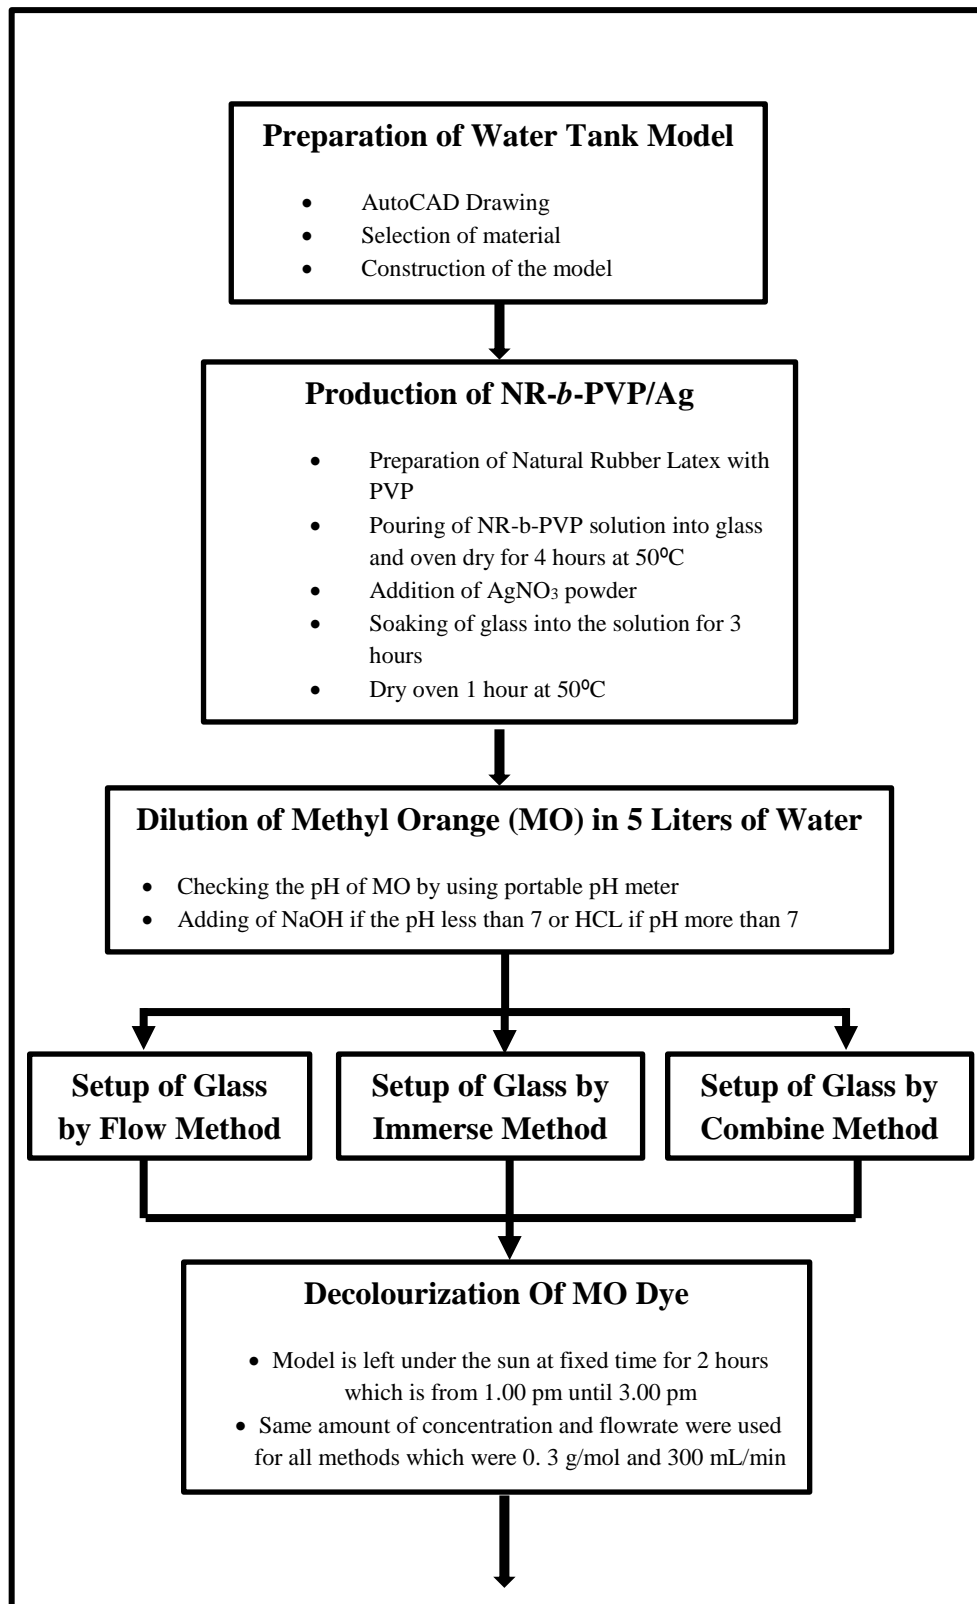 Preparation of Water Tank Model
• AutoCAD Drawing
• Selection of material
• Construction of the model
Production of NR-b-PVP/Ag
• Preparation of Natural Rubber Latex with
PVP
• Pouring of NR-b-PVP solution into glass
and oven dry for 4 hours at 50⁰C
• Addition of AgNO₃ powder
• Soaking of glass into the solution for 3
hours
• Dry oven 1 hour at 50⁰C
Dilution of Methyl Orange (MO) in 5 Liters of Water
• Checking the pH of MO by using portable pH meter
• Adding of NaOH if the pH less than 7 or HCL if pH more than 7
Setup of Glass
by Flow Method
Setup of Glass by
Immerse Method
Setup of Glass by
Combine Method
Decolourization Of MO Dye
• Model is left under the sun at fixed time for 2 hours
which is from 1.00 pm until 3.00 pm
• Same amount of concentration and flowrate were used
for all methods which were 0. 3 g/mol and 300 mL/min